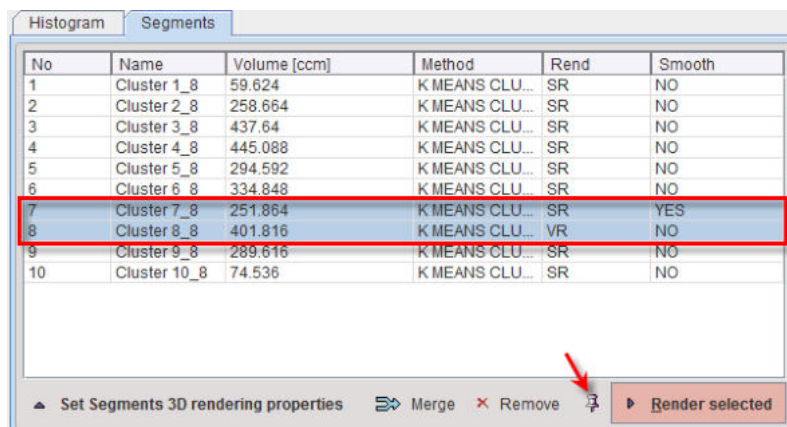 Histogram Segments
No Name Volume [ccm] Method Rend Smooth
1 Cluster 1_8 59.624 K MEANS CLU... SR NO
2 Cluster 2_8 258.664 K MEANS CLU... SR NO
3 Cluster 3_8 437.64 K MEANS CLU... SR NO
4 Cluster 4_8 445.088 K MEANS CLU... SR NO
5 Cluster 5_8 294.592 K MEANS CLU... SR NO
6 Cluster 6_8 334.848 K MEANS CLU... SR NO
7 Cluster 7_8 251.864 K MEANS CLU... SR YES
8 Cluster 8_8 401.816 K MEANS CLU... VR NO
9 Cluster 9_8 289.616 K MEANS CLU... SR NO
10 Cluster 10_8 74.536 K MEANS CLU... SR NO
Set Segments 3D rendering properties Merge Remove Render selected